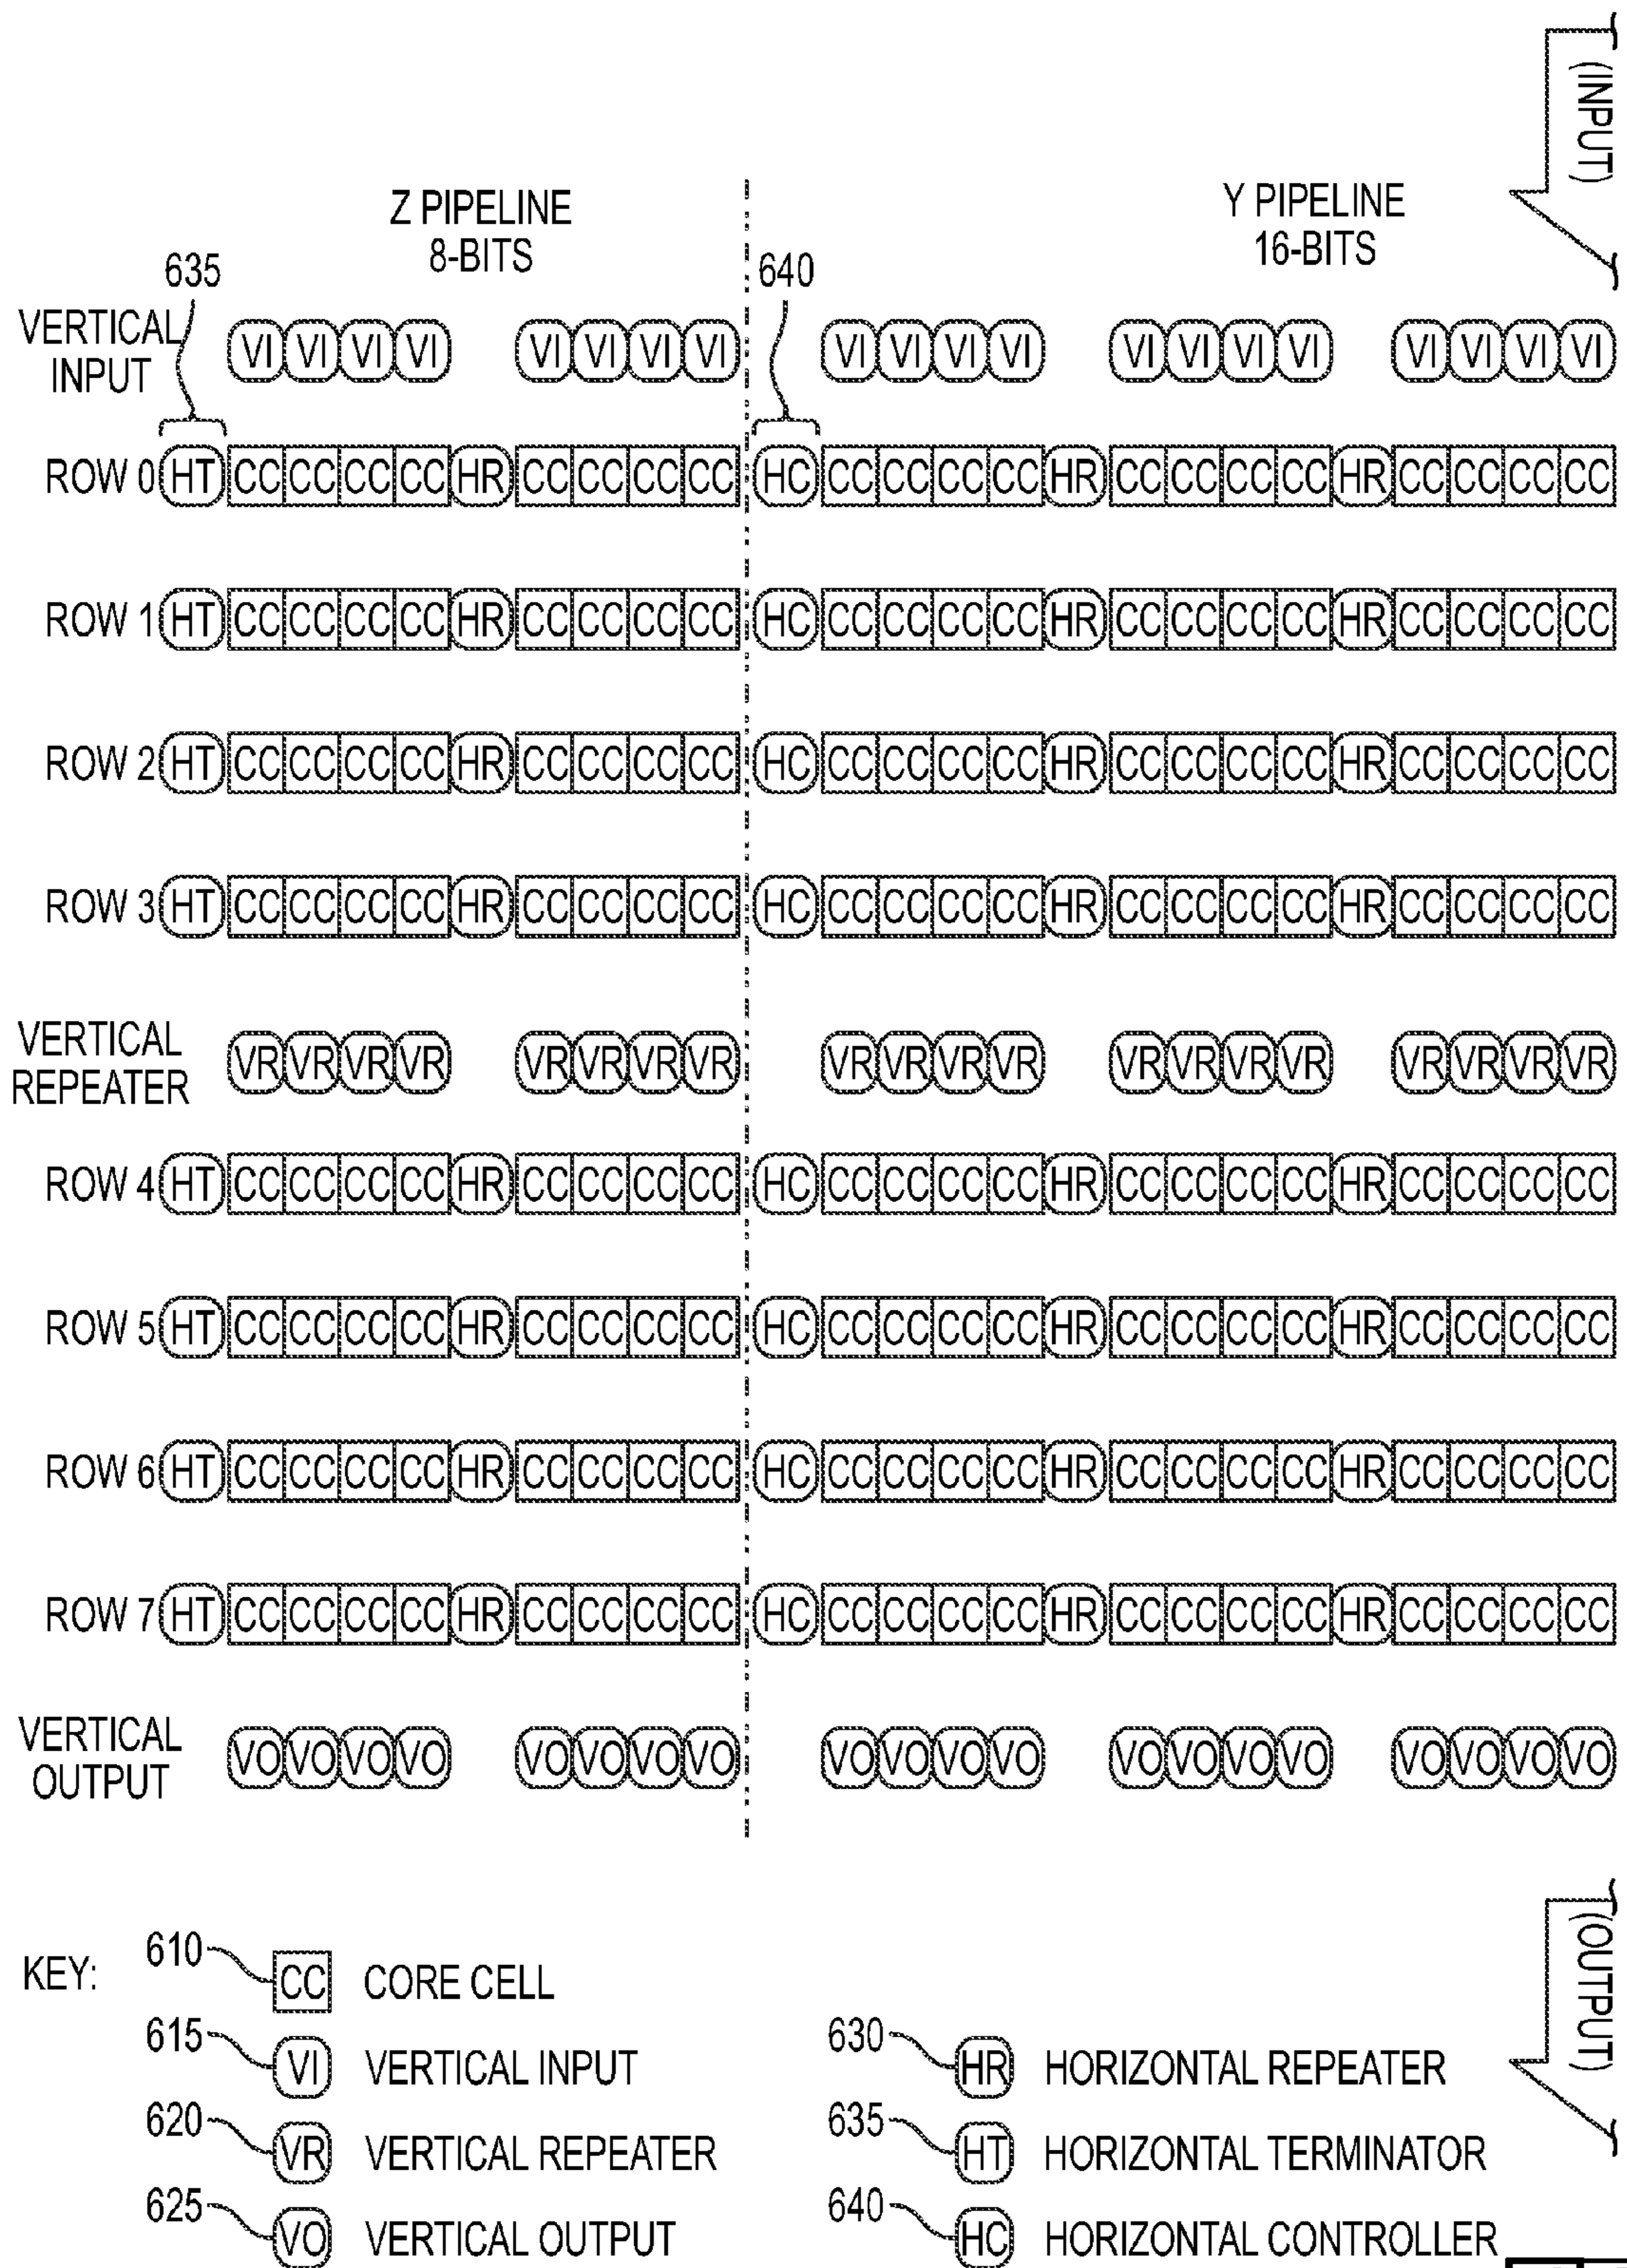 (INPUT)
Z PIPELINE
8-BITS
Y PIPELINE
16-BITS
635
640
VERTICAL
INPUT
VI VI VI VI VI VI VI VI VI VI VI VI VI VI VI VI VI VI VI VI
ROW 0 HT CC CC CC CC HR CC CC CC CC HC CC CC CC CC HR CC CC CC CC HR CC CC CC CC
ROW 1 HT CC CC CC CC HR CC CC CC CC HC CC CC CC CC HR CC CC CC CC HR CC CC CC CC
ROW 2 HT CC CC CC CC HR CC CC CC CC HC CC CC CC CC HR CC CC CC CC HR CC CC CC CC
ROW 3 HT CC CC CC CC HR CC CC CC CC HC CC CC CC CC HR CC CC CC CC HR CC CC CC CC
VERTICAL
REPEATER
VR VR VR VR VR VR VR VR VR VR VR VR VR VR VR VR VR VR VR VR
ROW 4 HT CC CC CC CC HR CC CC CC CC HC CC CC CC CC HR CC CC CC CC HR CC CC CC CC
ROW 5 HT CC CC CC CC HR CC CC CC CC HC CC CC CC CC HR CC CC CC CC HR CC CC CC CC
ROW 6 HT CC CC CC CC HR CC CC CC CC HC CC CC CC CC HR CC CC CC CC HR CC CC CC CC
ROW 7 HT CC CC CC CC HR CC CC CC CC HC CC CC CC CC HR CC CC CC CC HR CC CC CC CC
VERTICAL
OUTPUT
VO VO VO VO VO VO VO VO VO VO VO VO VO VO VO VO VO VO VO VO
(OUTPUT)
KEY:
610 CC CORE CELL
615 VI VERTICAL INPUT
620 VR VERTICAL REPEATER
625 VO VERTICAL OUTPUT
630 HR HORIZONTAL REPEATER
635 HT HORIZONTAL TERMINATOR
640 HC HORIZONTAL CONTROLLER